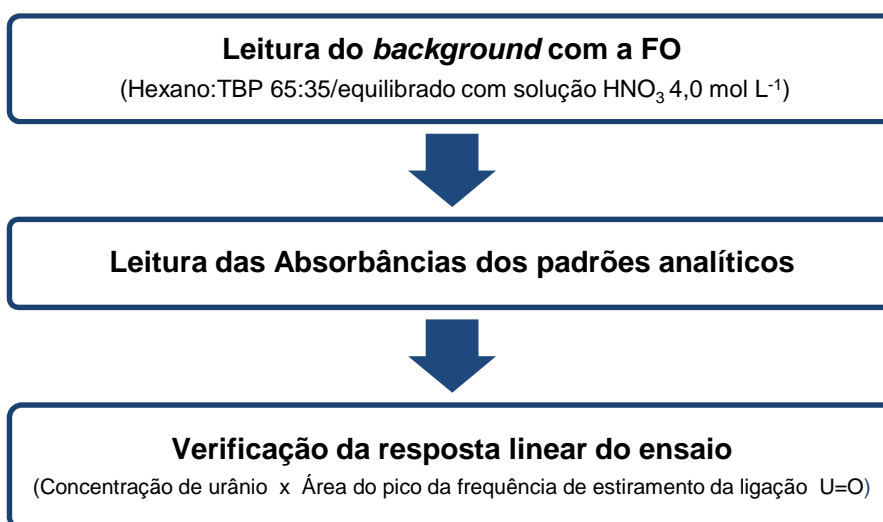 Leitura do background com a FO
(Hexano:TBP 65:35/equilibrado com solução HNO₃ 4,0 mol L⁻¹)
Leitura das Absorbâncias dos padrões analíticos
Verificação da resposta linear do ensaio
(Concentração de urânio x Área do pico da frequência de estiramento da ligação U=O)